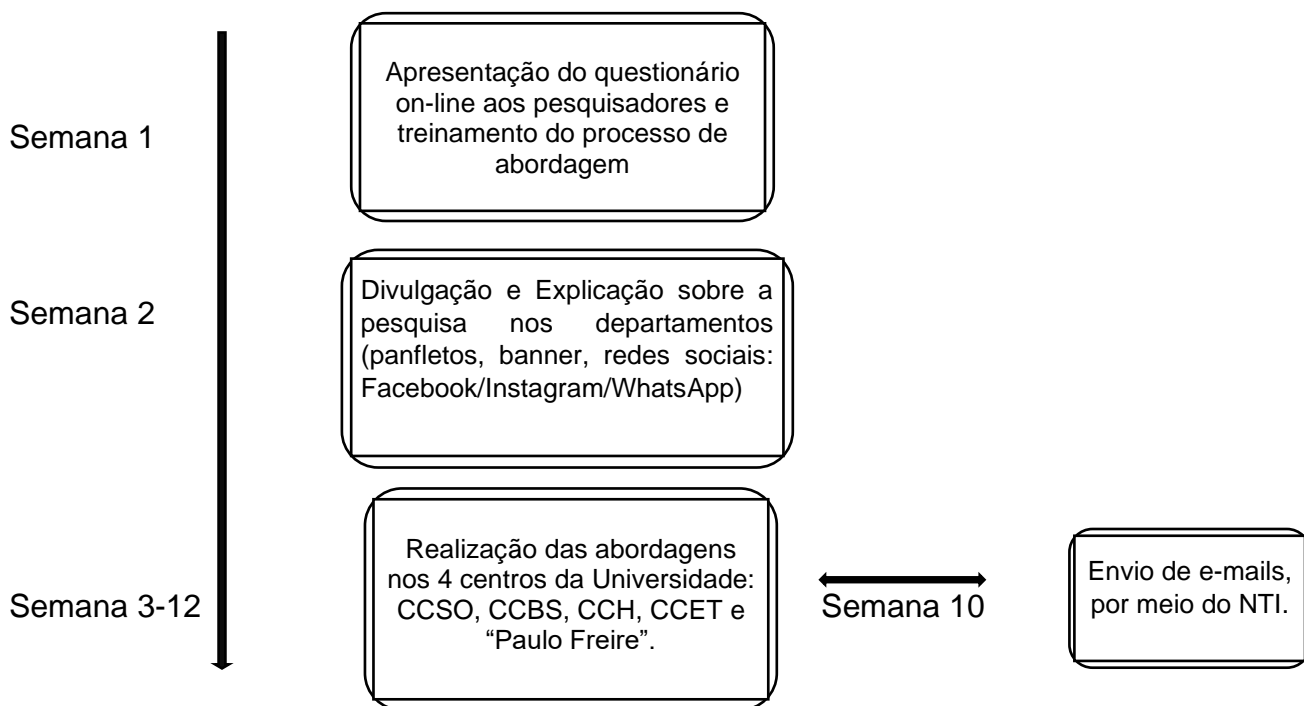 Semana 1
Apresentação do questionário
on-line aos pesquisadores e
treinamento do processo de
abordagem
Semana 2
Divulgação e Explicação sobre a
pesquisa nos departamentos
(panfletos, banner, redes sociais:
Facebook/Instagram/WhatsApp)
Semana 3-12
Realização das abordagens
nos 4 centros da Universidade:
CCSO, CCBS, CCH, CCET e
“Paulo Freire”.
Semana 10
Envio de e-mails,
por meio do NTI.